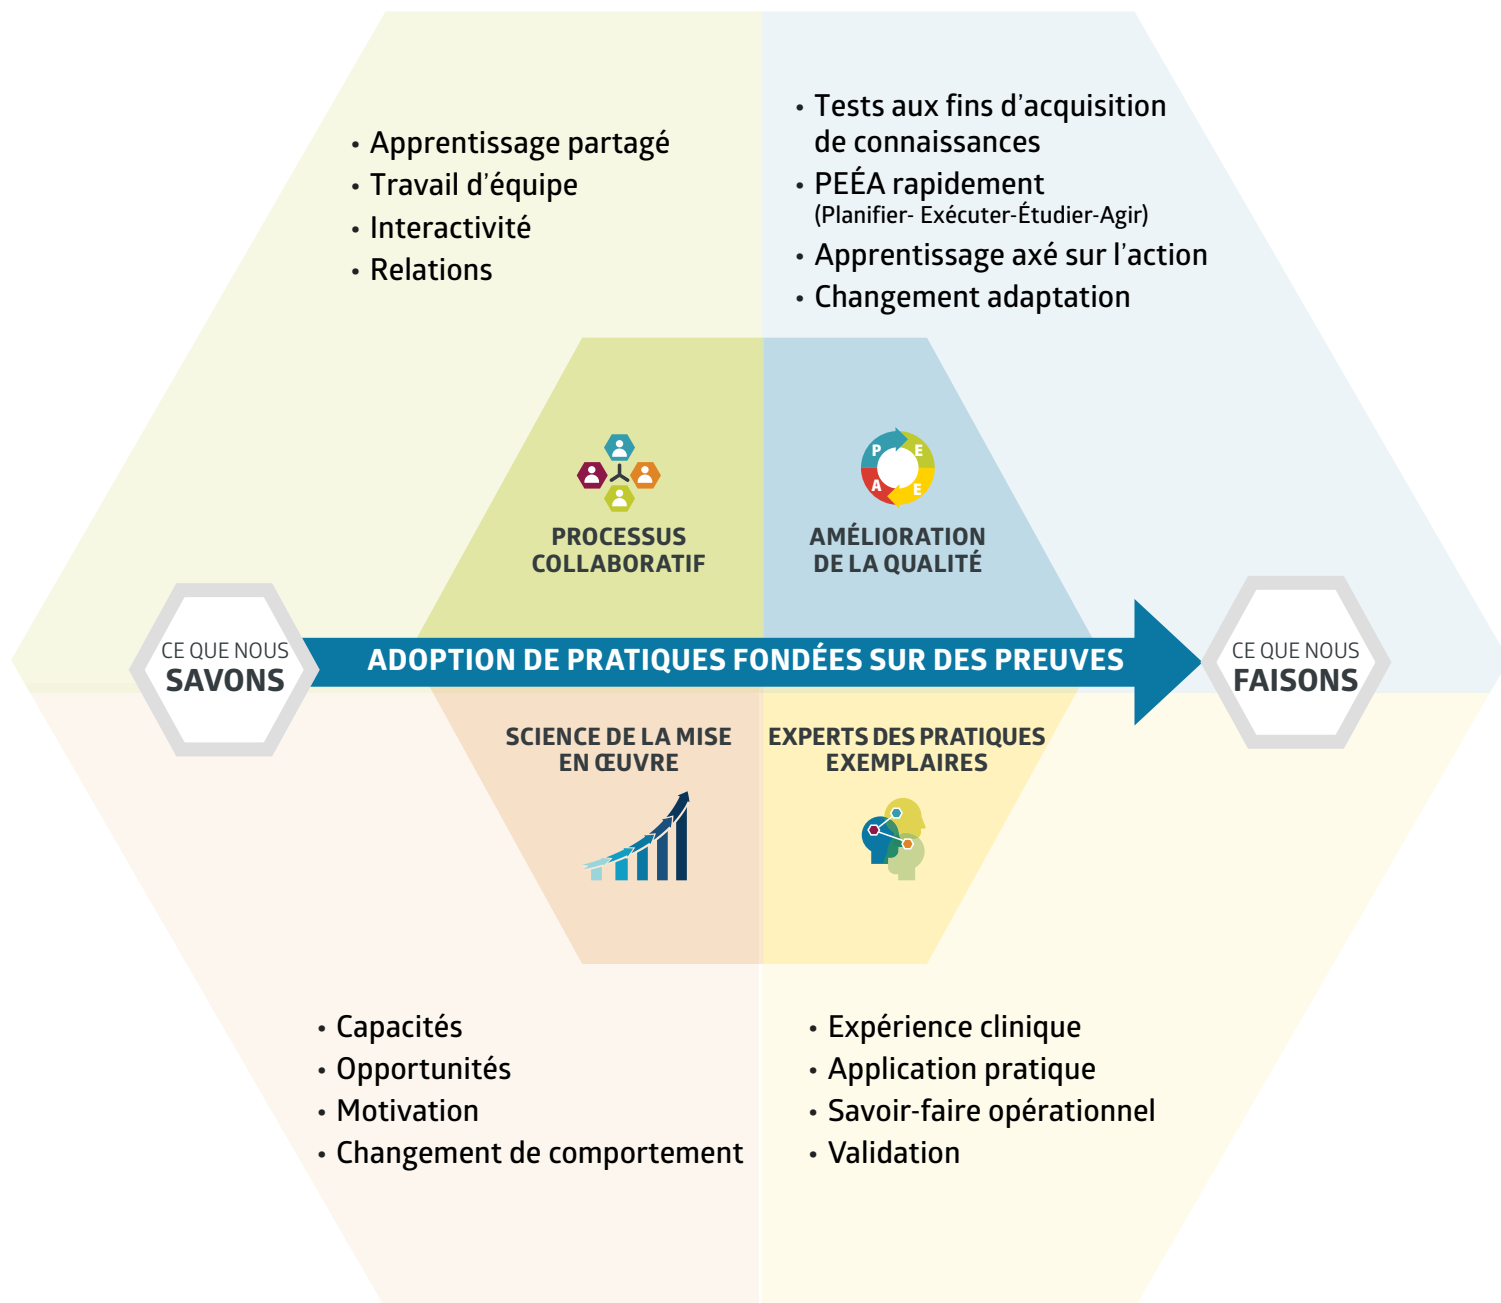 • Apprentissage partagé
• Travail d'équipe
• Interactivité
• Relations
• Tests aux fins d'acquisition
de connaissances
• PEÉA rapidement
(Planifier- Exécuter-Étudier-Agir)
• Apprentissage axé sur l'action
• Changement adaptation
PROCESSUS
COLLABORATIF
P E
A E
AMÉLIORATION
DE LA QUALITÉ
CE QUE NOUS
SAVONS
ADOPTION DE PRATIQUES FONDÉES SUR DES PREUVES
CE QUE NOUS
FAISONS
SCIENCE DE LA MISE
EN ŒUVRE
EXPERTS DES PRATIQUES
EXEMPLAIRES
• Capacités
• Opportunités
• Motivation
• Changement de comportement
• Expérience clinique
• Application pratique
• Savoir-faire opérationnel
• Validation